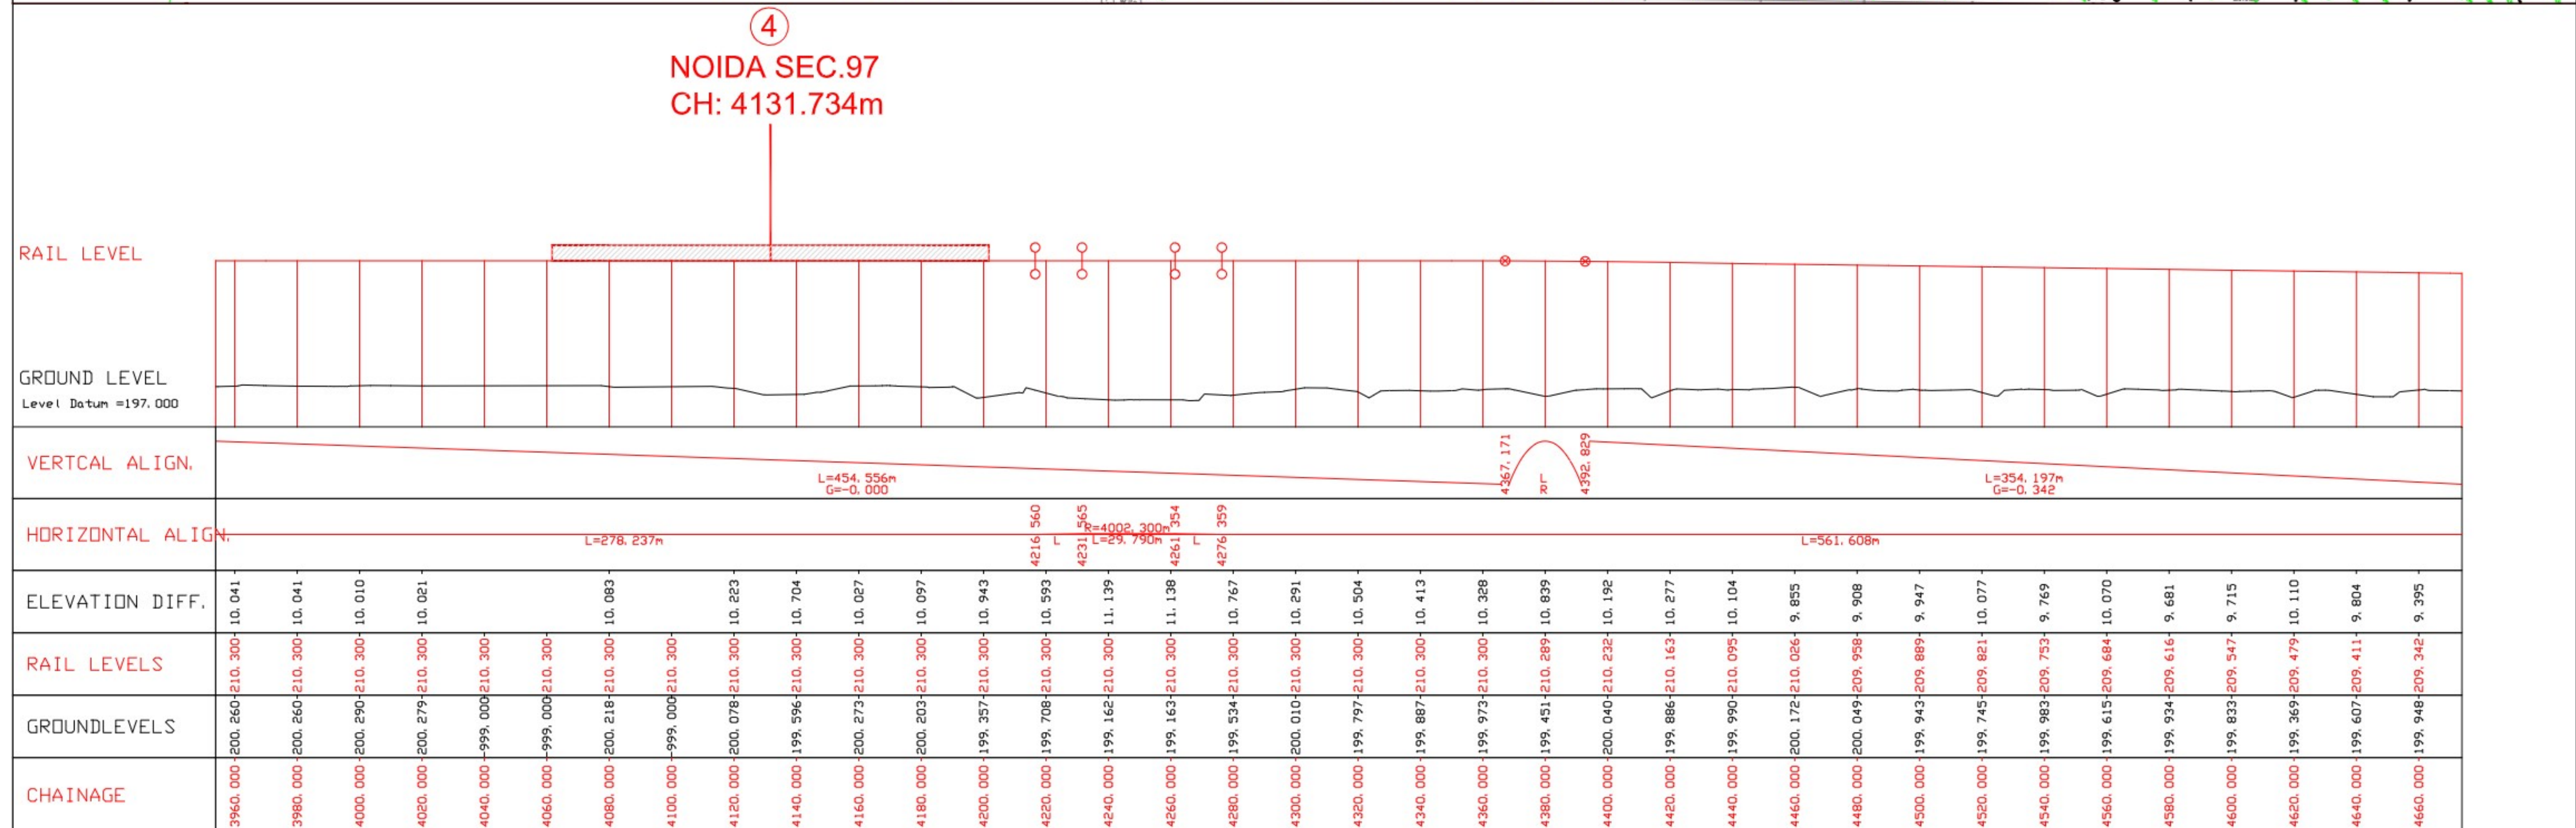 4
NOIDA SEC.97
CH: 4131.734m
RAIL LEVEL
GROUND LEVEL
Level Datum =197.000
VERTCAL ALIGN.
L=454.556m
G=-0.000
4367.171
L
R
4392.829
L=354.197m
G=-0.342
HORIZONTAL ALIGN.
L=278.237m
4216.560
L
4231.565
R=4002.300m
L=29.790m
4261.354
L
4276.359
L=561.608m
ELEVATION DIFF. 10.041 10.041 10.010 10.021 10.083 10.223 10.704 10.027 10.097 10.943 10.593 11.139 11.138 10.767 10.291 10.504 10.413 10.328 10.839 10.192 10.277 10.104 9.855 9.908 9.947 10.077 9.769 10.070 9.681 9.715 10.110 9.804 9.395
RAIL LEVELS 210.300 210.300 210.300 210.300 210.300 210.300 210.300 210.300 210.300 210.300 210.300 210.300 210.300 210.300 210.300 210.300 210.300 210.300 210.300 210.300 210.300 210.289 210.232 210.163 210.095 210.026 209.958 209.889 209.821 209.753 209.684 209.616 209.547 209.479 209.411 209.342
GROUNDLEVELS 200.260 200.260 200.290 200.279 -999.000 -999.000 200.218 -999.000 200.078 199.596 200.273 200.203 199.357 199.708 199.162 199.163 199.534 200.010 199.797 199.887 199.973 199.451 200.040 199.886 199.990 200.172 200.049 199.943 199.745 199.983 199.615 199.934 199.833 199.369 199.607 199.948
CHAINAGE 3960.000 3980.000 4000.000 4020.000 4040.000 4060.000 4080.000 4100.000 4120.000 4140.000 4160.000 4180.000 4200.000 4220.000 4240.000 4260.000 4280.000 4300.000 4320.000 4340.000 4360.000 4380.000 4400.000 4420.000 4440.000 4460.000 4480.000 4500.000 4520.000 4540.000 4560.000 4580.000 4600.000 4620.000 4640.000 4660.000